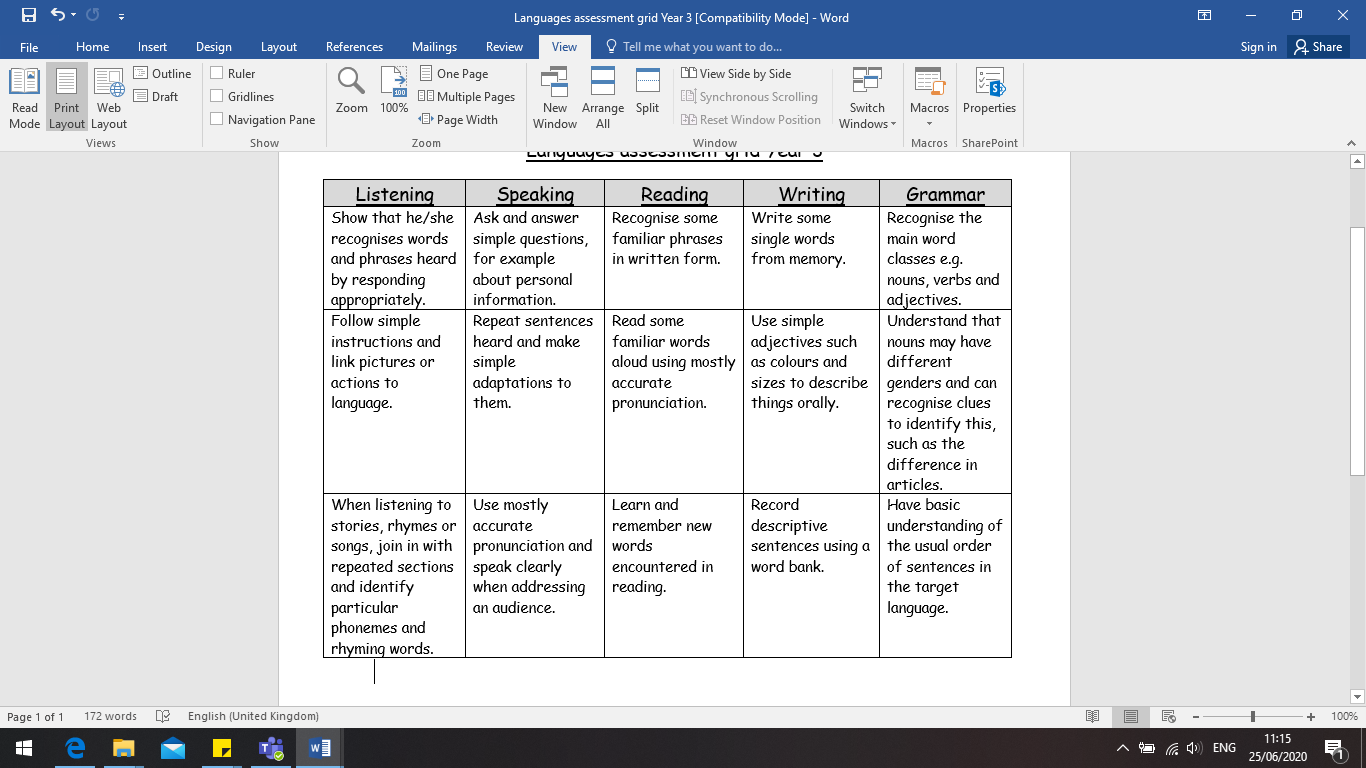 Languages assessment grid Year 3 [Compatibility Mode] - Word
File Home Insert Design Layout References Mailings Review View Tell me what you want to do... Sign in Share
Read Mode
Print Layout
Web Layout
Outline
Draft
Views
Ruler
Gridlines
Navigation Pane
Show
Zoom
100
100%
One Page
Multiple Pages
Page Width
Zoom
New Window
Arrange All
Split
View Side by Side
Synchronous Scrolling
Reset Window Position
Window
Switch Windows
Macros
Macros
Properties
SharePoint
Languages assessment grid Year 3
Listening
Speaking
Reading
Writing
Grammar
Show that he/she
recognises words
and phrases heard
by responding
appropriately.
Ask and answer
simple questions,
for example
about personal
information.
Recognise some
familiar phrases
in written form.
Write some
single words
from memory.
Recognise the
main word
classes e.g.
nouns, verbs and
adjectives.
Follow simple
instructions and
link pictures or
actions to
language.
Repeat sentences
heard and make
simple
adaptations to
them.
Read some
familiar words
aloud using mostly
accurate
pronunciation.
Use simple
adjectives such
as colours and
sizes to describe
things orally.
Understand that
nouns may have
different
genders and can
recognise clues
to identify this,
such as the
difference in
articles.
When listening to
stories, rhymes or
songs, join in with
repeated sections
and identify
particular
phonemes and
rhyming words.
Use mostly
accurate
pronunciation and
speak clearly
when addressing
an audience.
Learn and
remember new
words
encountered in
reading.
Record
descriptive
sentences using a
word bank.
Have basic
understanding of
the usual order
of sentences in
the target
language.
Page 1 of 1 172 words English (United Kingdom) 100%
ENG
11:15
25/06/2020
1